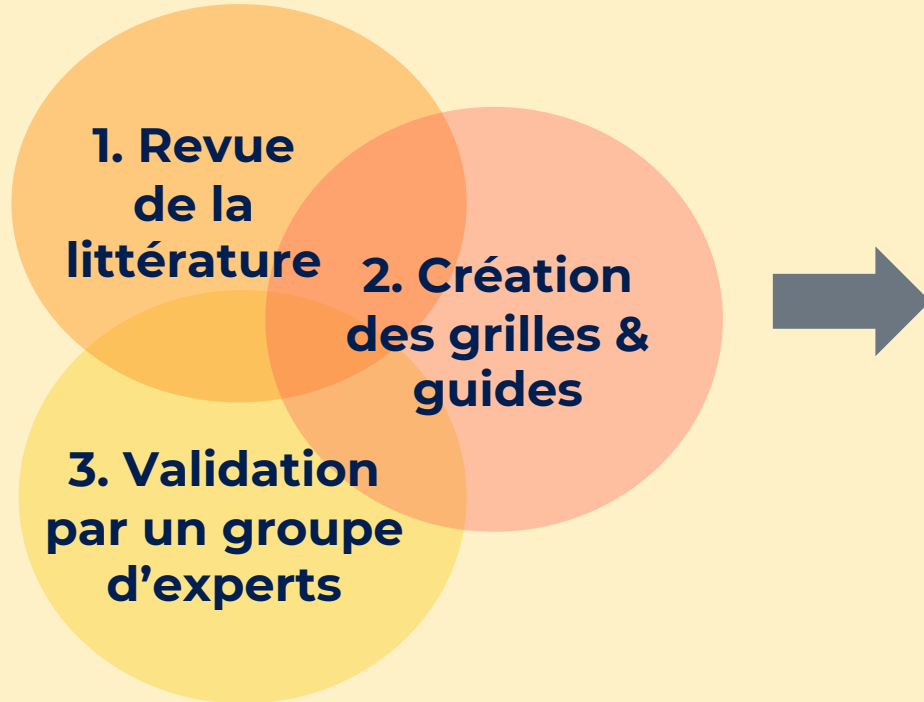 1. Revue
de la
littérature
2. Création
des grilles &
guides
3. Validation
par un groupe
d’experts